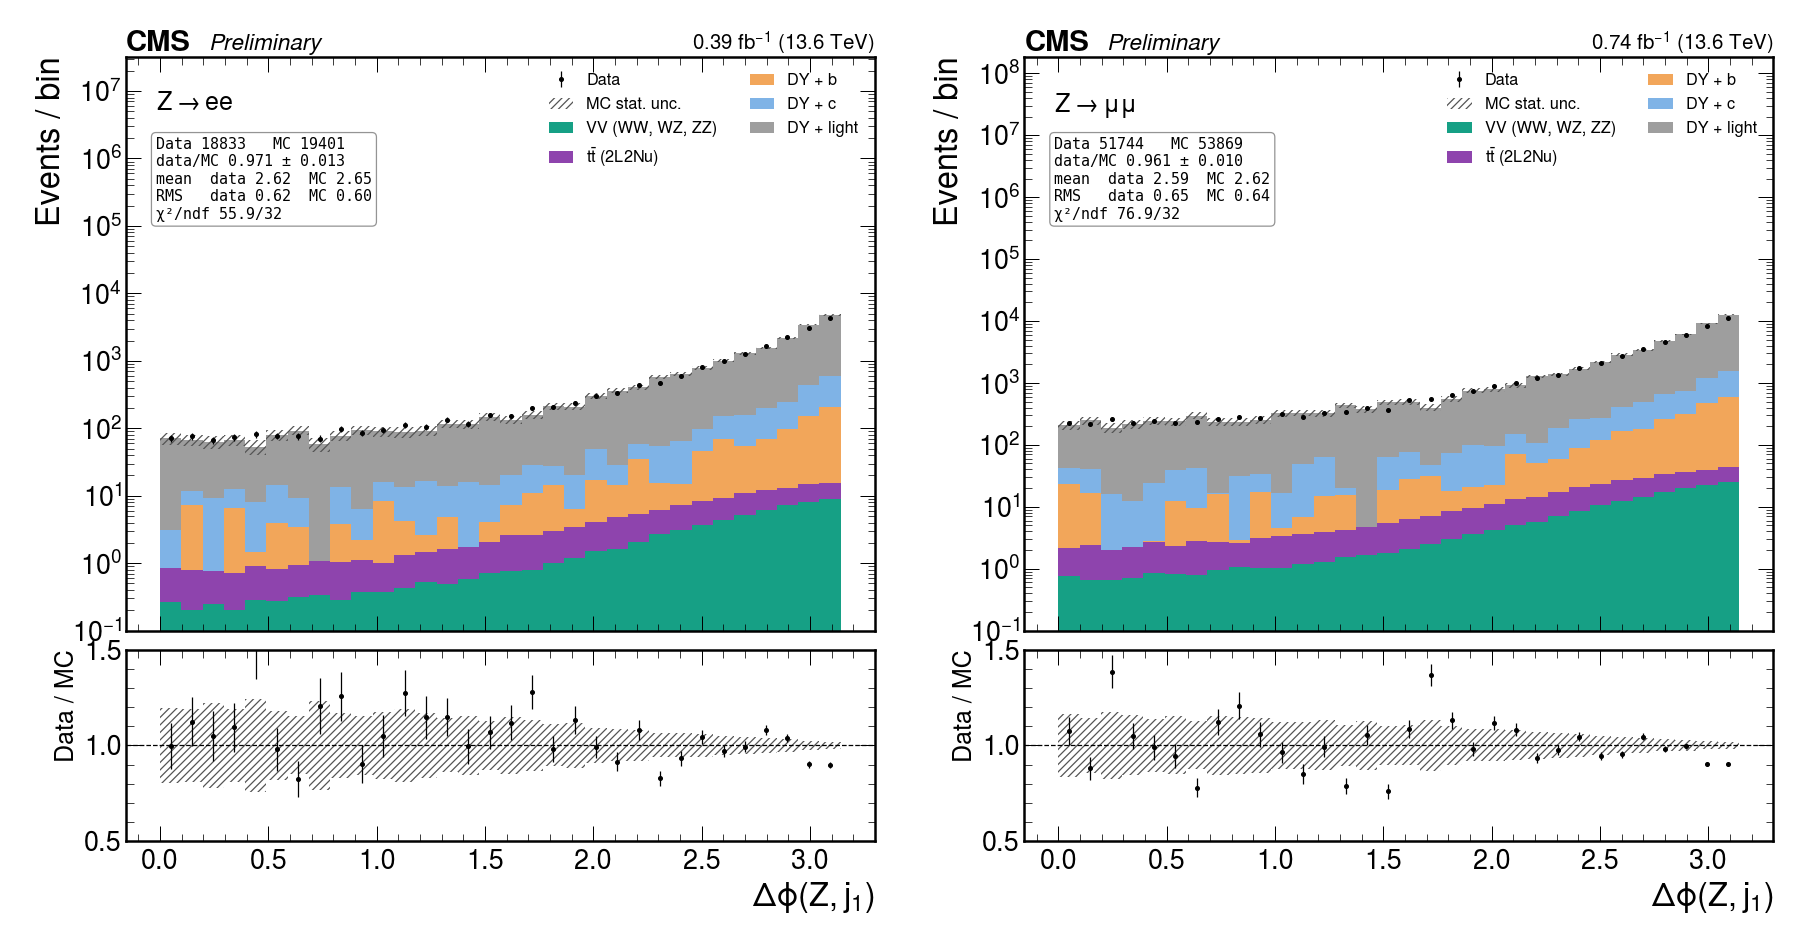 CMS Preliminary 0.39 fb⁻¹ (13.6 TeV)
Events / bin
10⁷
10⁶
10⁵
10⁴
10³
10²
10¹
10⁰
10⁻¹
Z → ee
Data 18833 MC 19401
data/MC 0.971 ± 0.013
mean data 2.62 MC 2.65
RMS data 0.62 MC 0.60
χ²/ndf 55.9/32
Data
MC stat. unc.
VV (WW, WZ, ZZ)
tt̄ (2L2Nu)
DY + b
DY + c
DY + light
Data / MC
1.5
1.0
0.5
0.0 0.5 1.0 1.5 2.0 2.5 3.0
Δϕ(Z, j₁)
CMS Preliminary 0.74 fb⁻¹ (13.6 TeV)
Events / bin
10⁸
10⁷
10⁶
10⁵
10⁴
10³
10²
10¹
10⁰
10⁻¹
Z → μμ
Data 51744 MC 53869
data/MC 0.961 ± 0.010
mean data 2.59 MC 2.62
RMS data 0.65 MC 0.64
χ²/ndf 76.9/32
Data
MC stat. unc.
VV (WW, WZ, ZZ)
tt̄ (2L2Nu)
DY + b
DY + c
DY + light
Data / MC
1.5
1.0
0.5
0.0 0.5 1.0 1.5 2.0 2.5 3.0
Δϕ(Z, j₁)